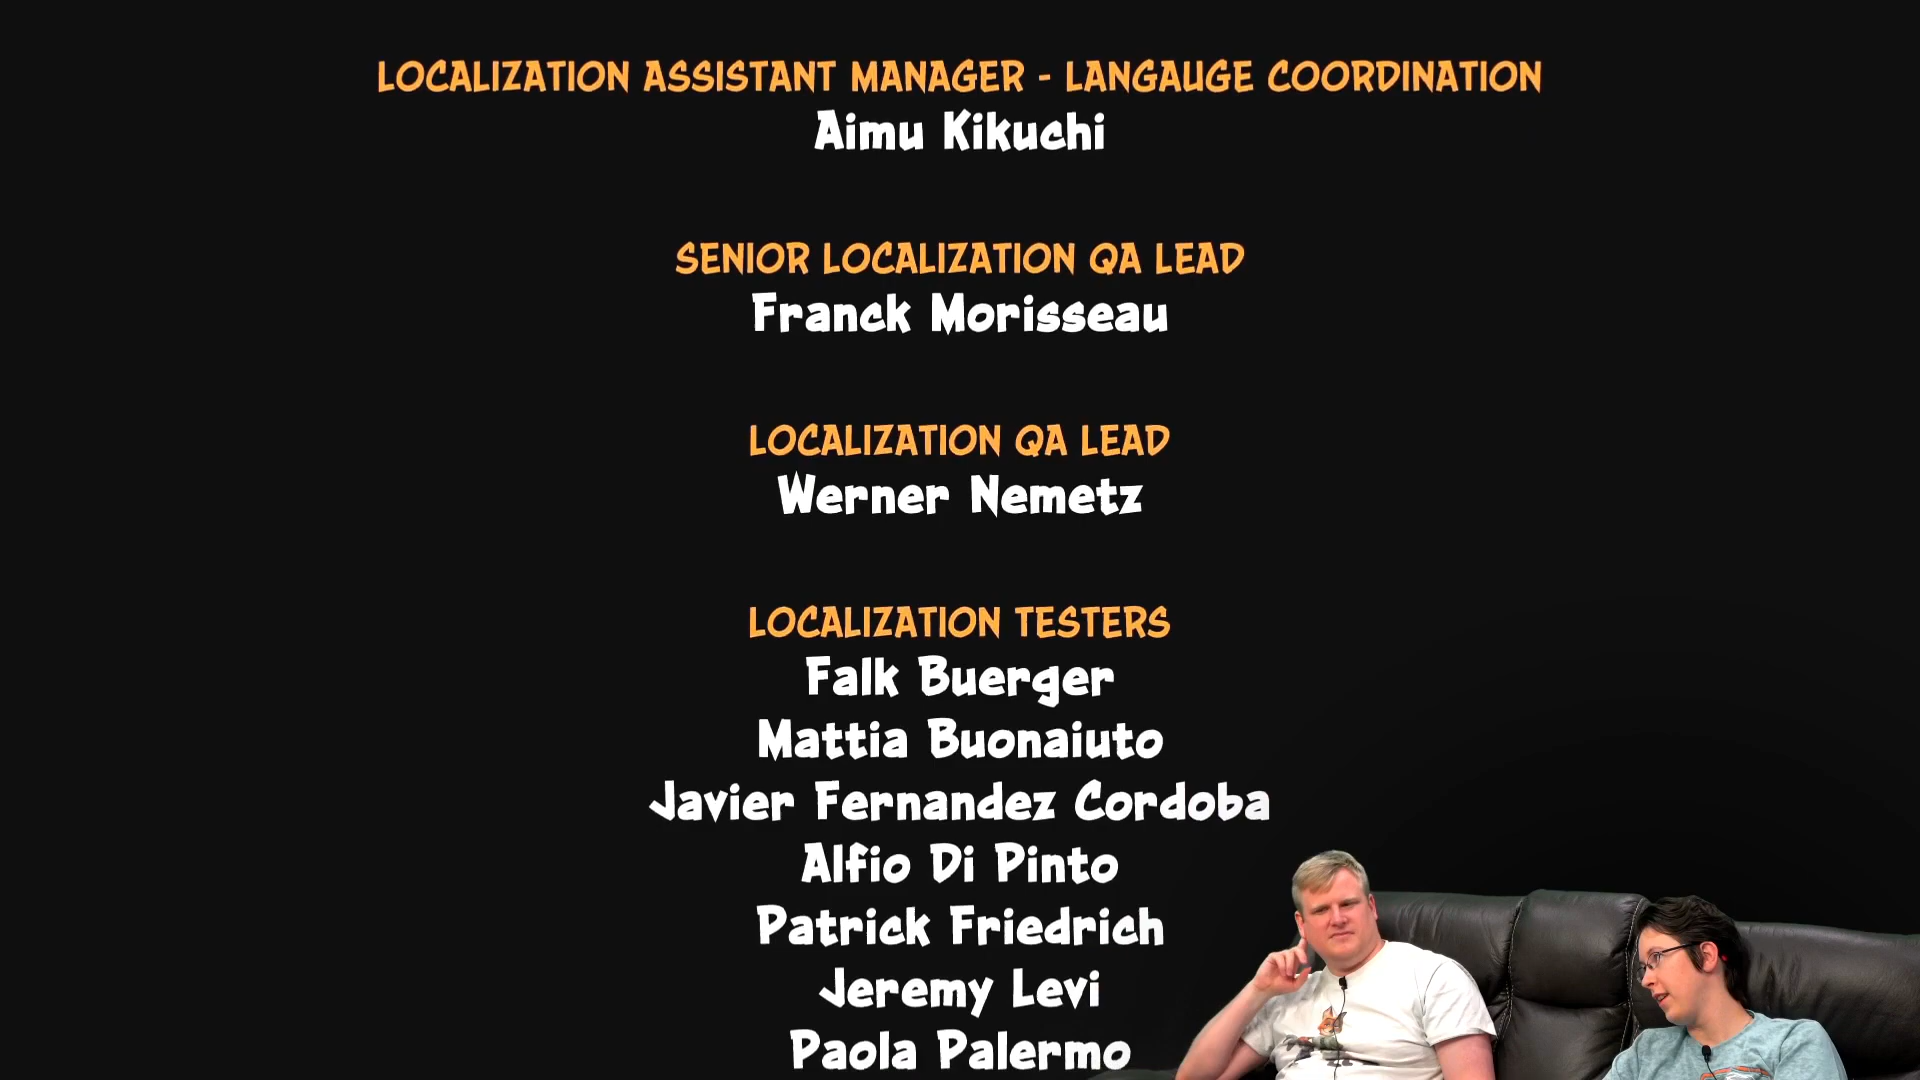 LOCALIZATION ASSISTANT MANAGER - LANGAUGE COORDINATION
Aimu Kikuchi
SENIOR LOCALIZATION QA LEAD
Franck Morisseau
LOCALIZATION QA LEAD
Werner Nemetz
LOCALIZATION TESTERS
Falk Buerger
Mattia Buonaiuto
Javier Fernandez Cordoba
Alfio Di Pinto
Patrick Friedrich
Jeremy Levi
Paola Palermo